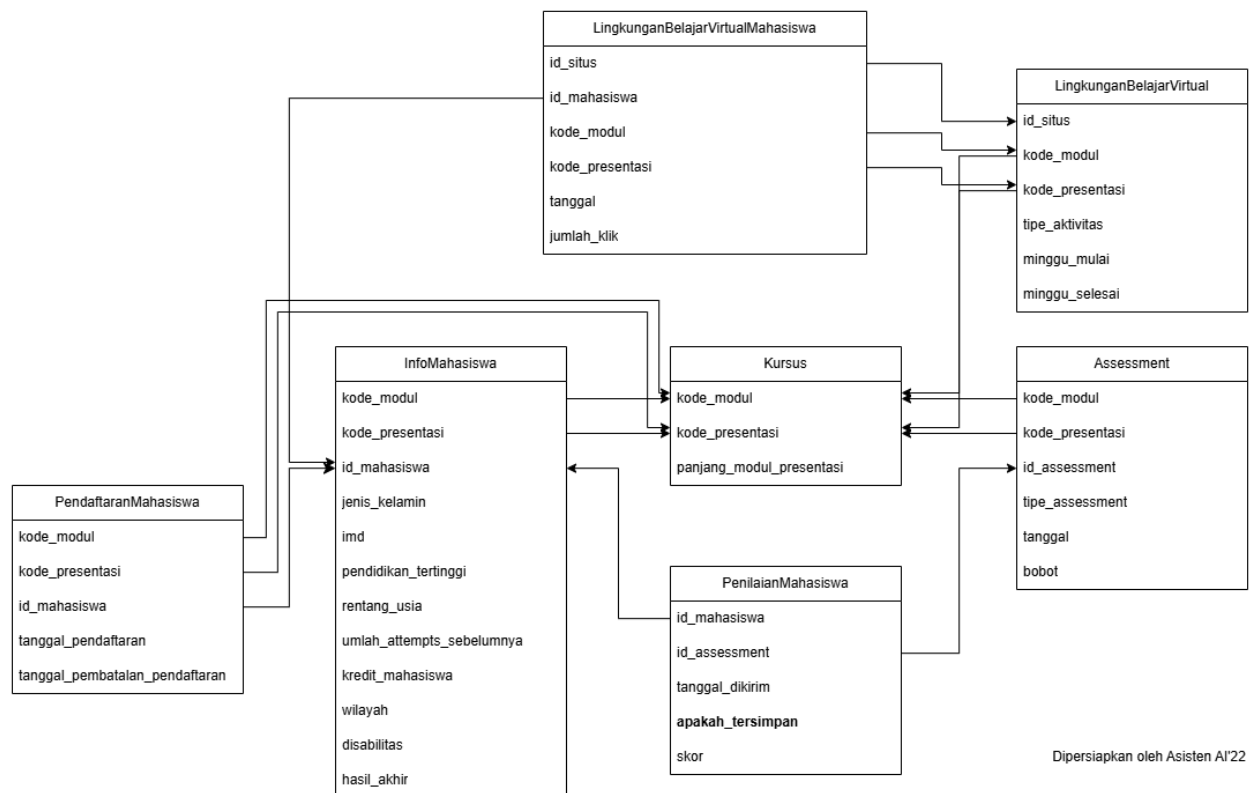 LingkunganBelajarVirtualMahasiswa
id_situs
id_mahasiswa
kode_modul
kode_presentasi
tanggal
jumlah_klik
LingkunganBelajarVirtual
id_situs
kode_modul
kode_presentasi
tipe_aktivitas
minggu_mulai
minggu_selesai
InfoMahasiswa
kode_modul
kode_presentasi
id_mahasiswa
jenis_kelamin
imd
pendidikan_tertinggi
rentang_usia
umlah_attempts_sebelumnya
kredit_mahasiswa
wilayah
disabilitas
hasil_akhir
Kursus
kode_modul
kode_presentasi
panjang_modul_presentasi
Assessment
kode_modul
kode_presentasi
id_assessment
tipe_assessment
tanggal
bobot
PendaftaranMahasiswa
kode_modul
kode_presentasi
id_mahasiswa
tanggal_pendaftaran
tanggal_pembatalan_pendaftaran
PenilaianMahasiswa
id_mahasiswa
id_assessment
tanggal_dikirim
apakah_tersimpan
skor
Dipersiapkan oleh Asisten AI'22